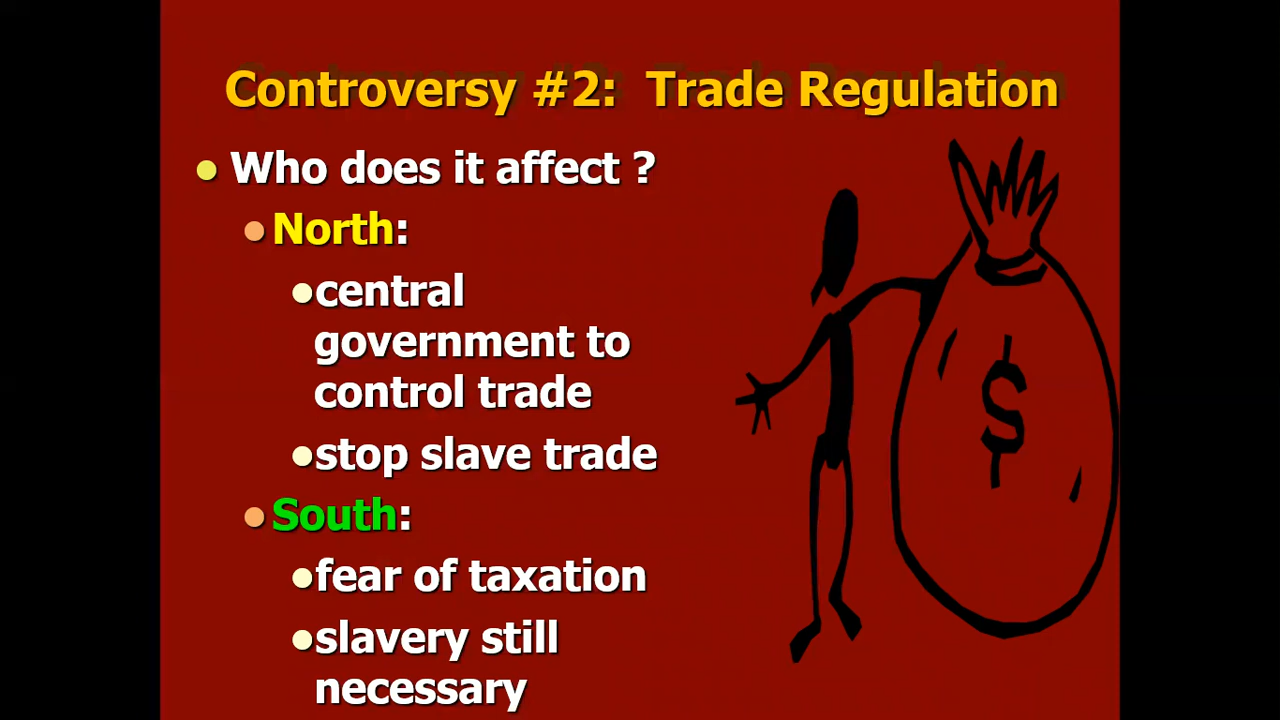 Controversy #2: Trade Regulation
Who does it affect ?
North:
central
government to
control trade
stop slave trade
South:
fear of taxation
slavery still
necessary
$